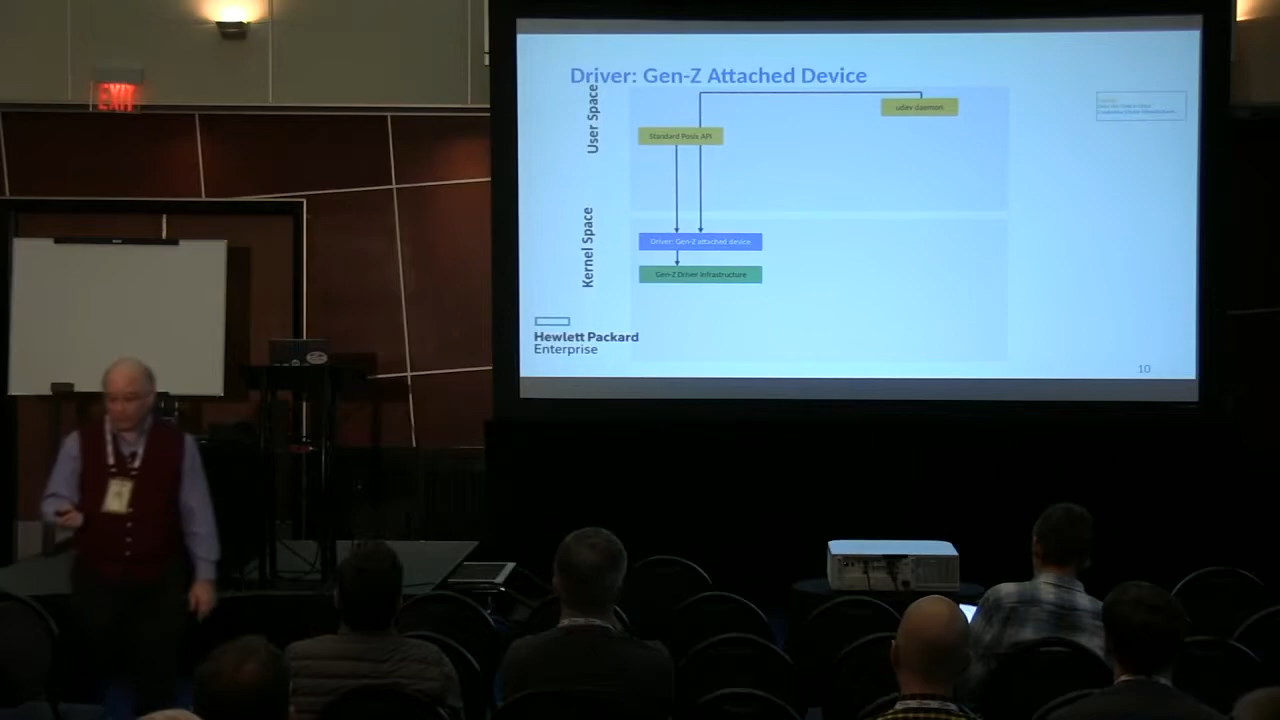 EXIT
Driver: Gen-Z Attached Device
User Space
udev daemon
Standard Posix API
Kernel Space
Driver: Gen-Z attached device
Gen-Z Driver Infrastructure
Hewlett Packard
Enterprise
10